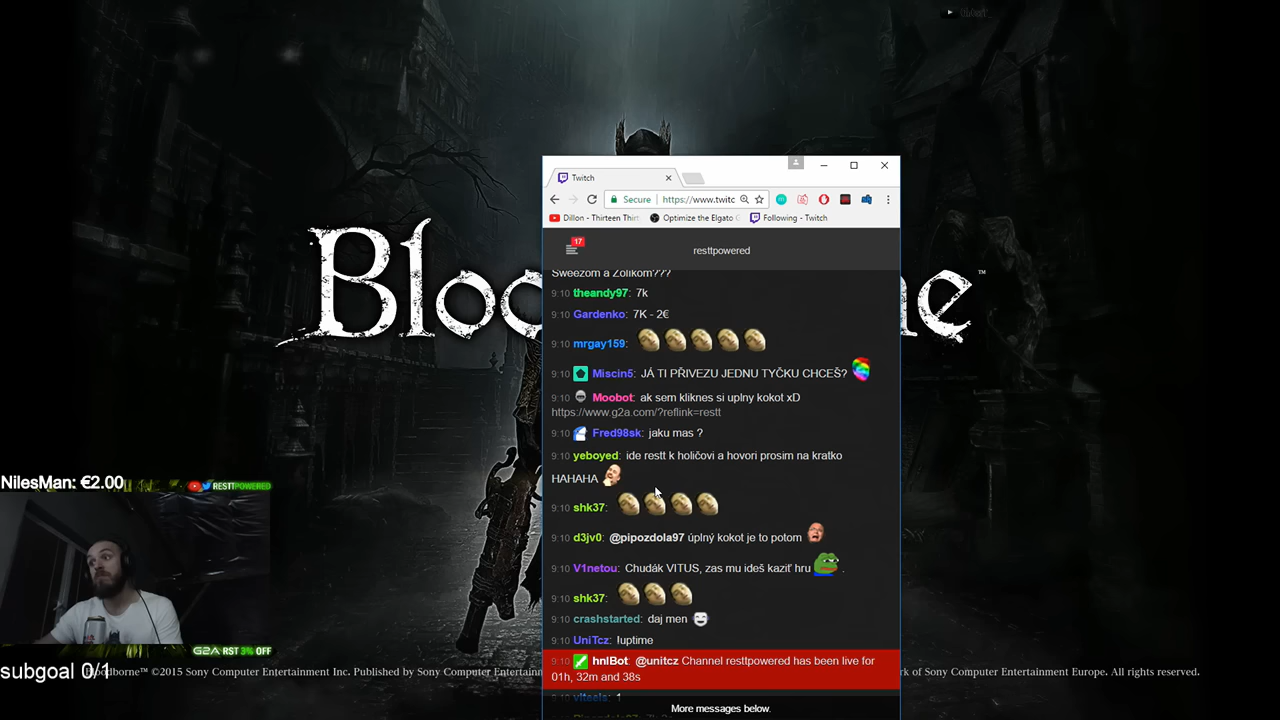 Twitch
Secure https://www.twitc
Dillon - Thirteen Thirt
Optimize the Elgato G
Following - Twitch
17
resttpowered
Sweezom a Zolikom???
9:10 theandy97: 7k
9:10 Gardenko: 7K - 2€
9:10 mrgay159:
9:10 Miscin5: JÁ TI PŘIVEZU JEDNU TYČKU CHCEŠ?
9:10 Moobot: ak sem kliknes si uplny kokot xD
https://www.g2a.com/?reflink=restt
9:10 Fred98sk: jaku mas ?
yeboyed: ide restt k holičovi a hovori prosim na kratko
HAHAHA
9:10 shk37:
9:10 d3jv0: @pipozdola97 úplný kokot je to potom
9:10 V1netou: Chudák VITUS, zas mu ideš kaziť hru .
9:10 shk37:
9:10 crashstarted: daj men
9:10 UniTcz: !uptime
9:10 hnlBot: @unitcz Channel resttpowered has been live for
01h, 32m and 38s
More messages below.
NilesMan: €2.00
RESTTPOWERED
G2A RST 3% OFF
subgoal 0/1
Bloodborne™ ©2015 Sony Computer Entertainment Inc. Published by Sony Computer Entertainm
rk of Sony Computer Entertainment Europe. All rights reserved.
Bloo
ne™